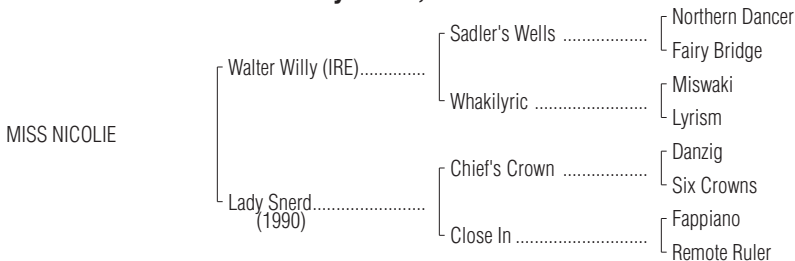 Sadler's Wells ..................
Northern Dancer
Fairy Bridge
Walter Willy (IRE)..............
Whakilyric ........................
Miswaki
Lyrism
MISS NICOLIE
Chief's Crown ..................
Danzig
Six Crowns
Lady Snerd........................
(1990)
Close In ............................
Fappiano
Remote Ruler